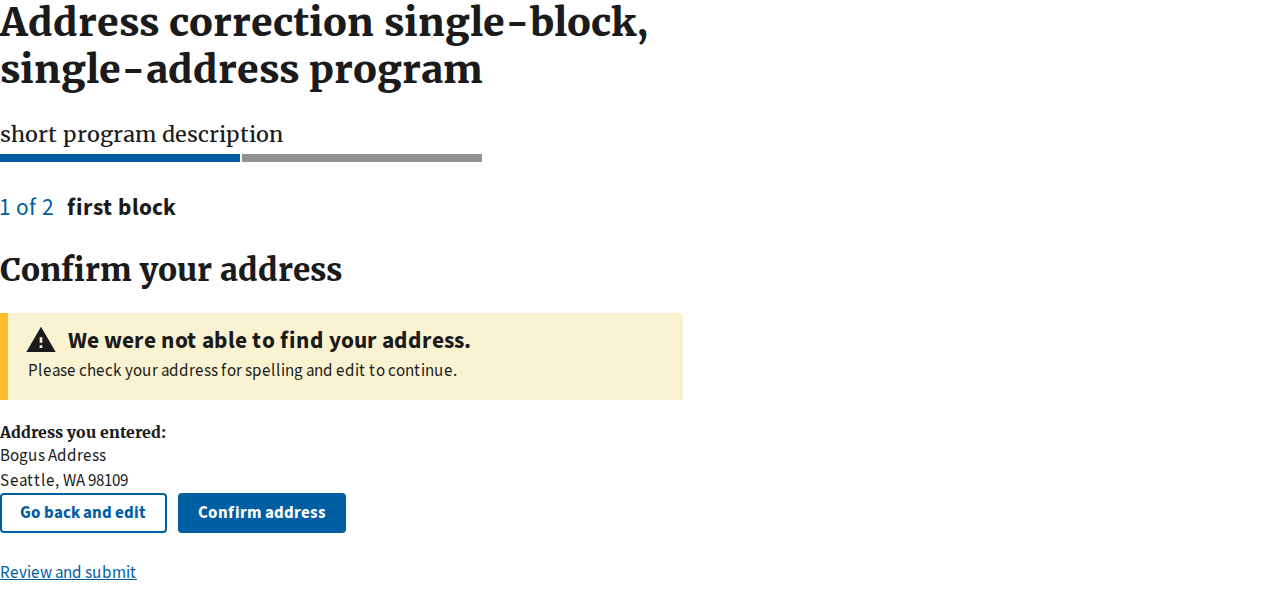 Address correction single-block,
single-address program
short program description
1 of 2 first block
Confirm your address
We were not able to find your address.
Please check your address for spelling and edit to continue.
Address you entered:
Bogus Address
Seattle, WA 98109
Go back and edit Confirm address
Review and submit